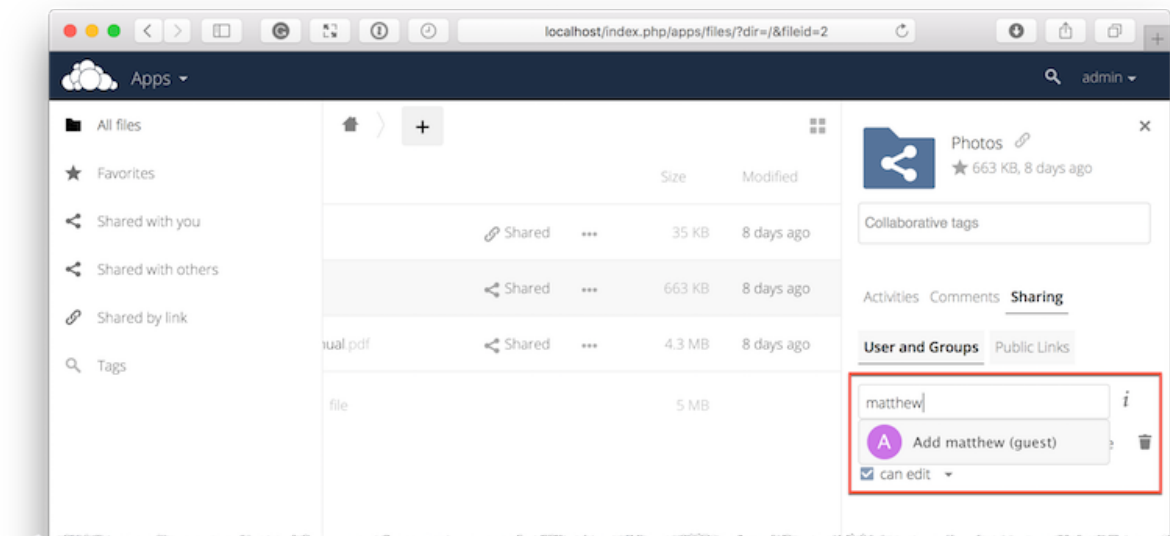 localhost/index.php/apps/files/?dir=/&fileid=2
Apps
admin
All files
Favorites
Shared with you
Shared with others
Shared by link
Tags
Size Modified
Shared ••• 35 KB 8 days ago
Shared ••• 663 KB 8 days ago
nual.pdf Shared ••• 4.3 MB 8 days ago
file 5 MB
Photos
663 KB, 8 days ago
Collaborative tags
Activities Comments Sharing
User and Groups Public Links
matthew i
A Add matthew (guest)
can edit